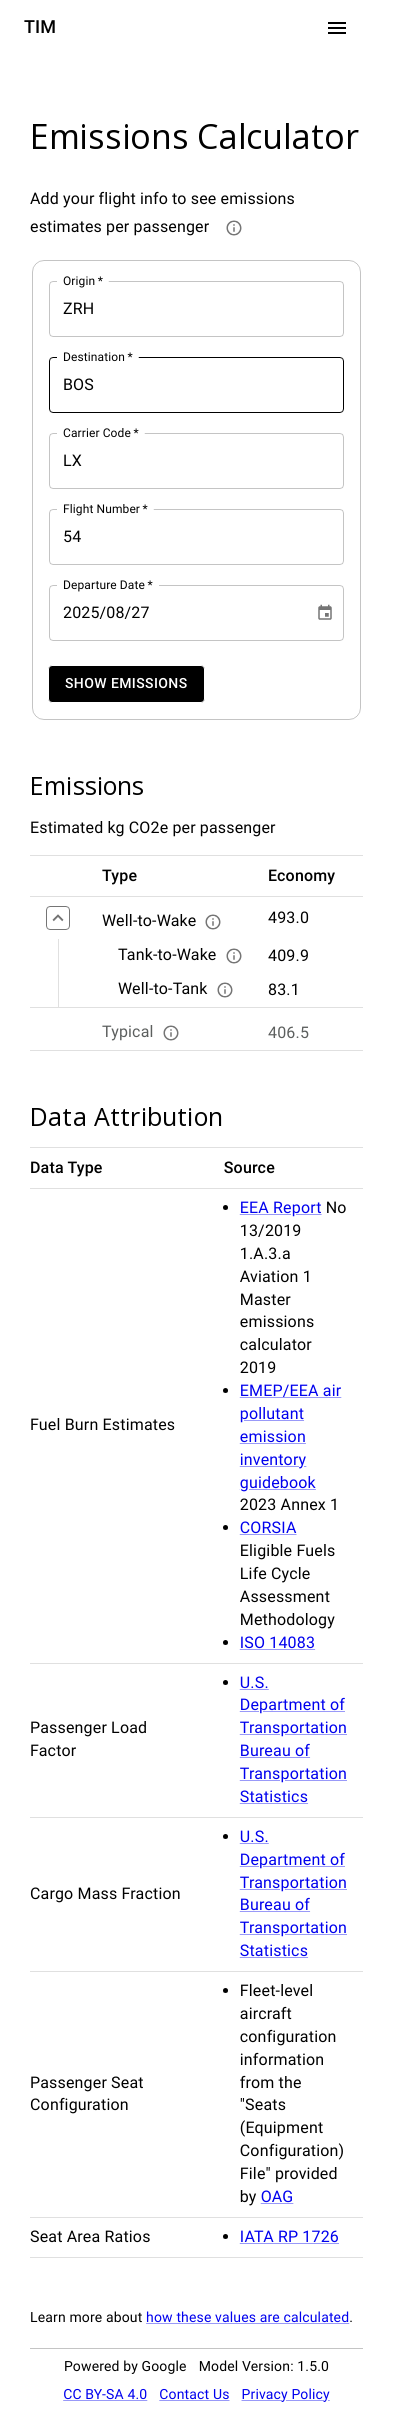 TIM
Emissions Calculator
Add your flight info to see emissions
estimates per passenger
Origin *
ZRH
Destination *
BOS
Carrier Code *
LX
Flight Number *
54
Departure Date *
2025/08/27
SHOW EMISSIONS
Emissions
Estimated kg CO2e per passenger
Type Economy
Well-to-Wake 493.0
Tank-to-Wake 409.9
Well-to-Tank 83.1
Typical 406.5
Data Attribution
Data Type Source
Fuel Burn Estimates
• EEA Report No
13/2019
1.A.3.a
Aviation 1
Master
emissions
calculator
2019
• EMEP/EEA air
pollutant
emission
inventory
guidebook
2023 Annex 1
• CORSIA
Eligible Fuels
Life Cycle
Assessment
Methodology
• ISO 14083
Passenger Load
Factor
• U.S.
Department of
Transportation
Bureau of
Transportation
Statistics
Cargo Mass Fraction
• U.S.
Department of
Transportation
Bureau of
Transportation
Statistics
Passenger Seat
Configuration
• Fleet-level
aircraft
configuration
information
from the
"Seats
(Equipment
Configuration)
File" provided
by OAG
Seat Area Ratios
• IATA RP 1726
Learn more about how these values are calculated.
Powered by Google Model Version: 1.5.0
CC BY-SA 4.0 Contact Us Privacy Policy